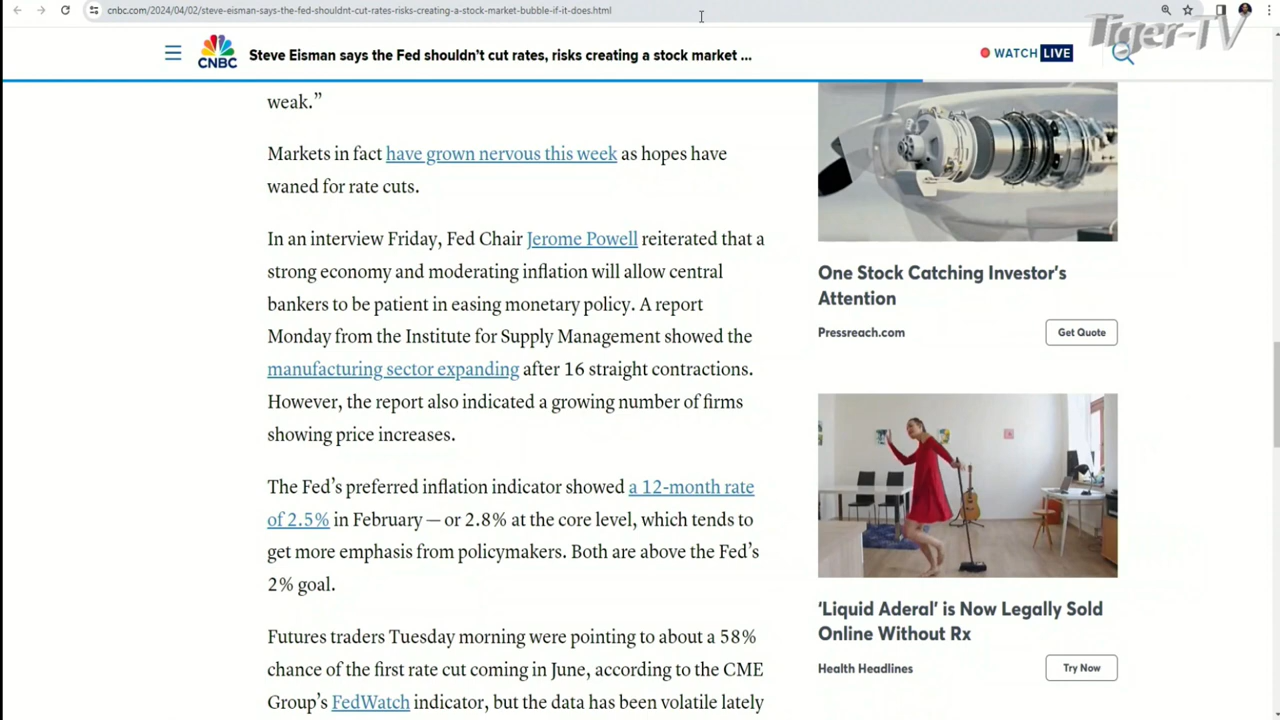 cnbc.com/2024/04/02/steve-eisman-says-the-fed-shouldnt-cut-rates-risks-creating-a-stock-market-bubble-if-it-does.html
Tiger-TV
CNBC
Steve Eisman says the Fed shouldn't cut rates, risks creating a stock market ...
WATCH LIVE
weak.”
Markets in fact have grown nervous this week as hopes have
waned for rate cuts.
In an interview Friday, Fed Chair Jerome Powell reiterated that a
strong economy and moderating inflation will allow central
bankers to be patient in easing monetary policy. A report
Monday from the Institute for Supply Management showed the
manufacturing sector expanding after 16 straight contractions.
However, the report also indicated a growing number of firms
showing price increases.
The Fed’s preferred inflation indicator showed a 12-month rate
of 2.5% in February — or 2.8% at the core level, which tends to
get more emphasis from policymakers. Both are above the Fed’s
2% goal.
Futures traders Tuesday morning were pointing to about a 58%
chance of the first rate cut coming in June, according to the CME
Group’s FedWatch indicator, but the data has been volatile lately
One Stock Catching Investor's
Attention
Pressreach.com
Get Quote
‘Liquid Aderal’ is Now Legally Sold
Online Without Rx
Health Headlines
Try Now